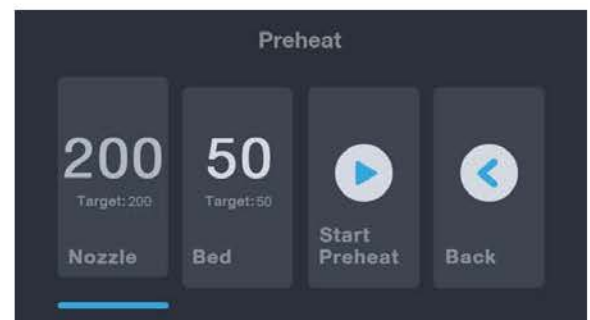 Preheat
200
Target: 200
Nozzle
50
Target: 50
Bed
Start
Preheat
Back